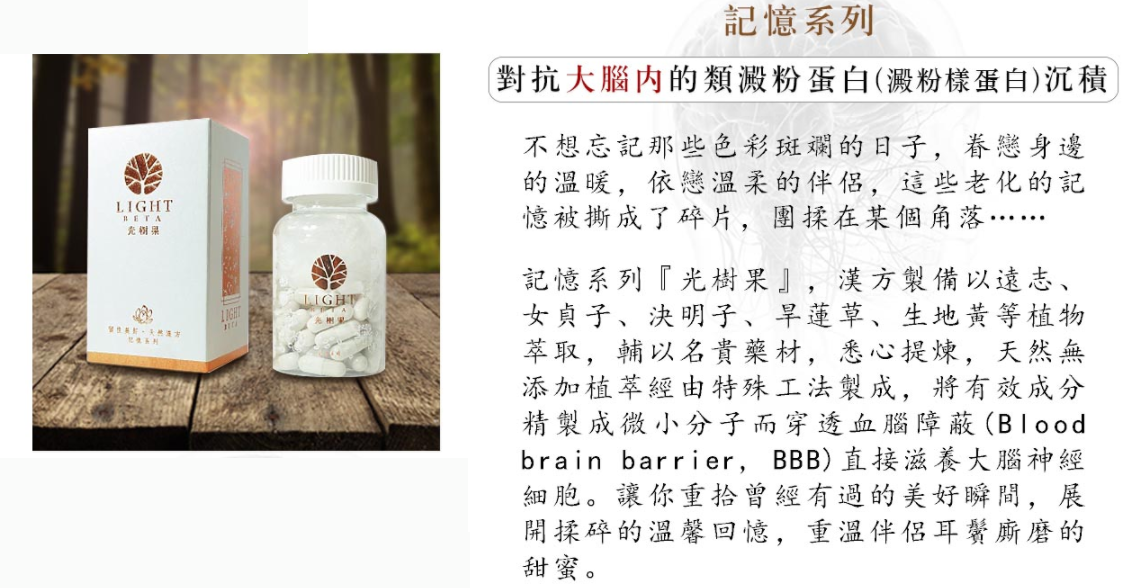 記憶系列
對抗大腦内的類澱粉蛋白(澱粉樣蛋白)沉積
不想忘記那些色彩斑斕的日子，眷戀身邊
的溫暖，依戀溫柔的伴侶，這些老化的記
憶被撕成了碎片，團揉在某個角落……
記憶系列『光樹果』，漢方製備以遠志、
女貞子、決明子、旱蓮草、生地黃等植物
萃取，輔以名貴藥材，悉心提煉，天然無
添加植萃經由特殊工法製成，將有效成分
精製成微小分子而穿透血腦障蔽(Blood
brain barrier, BBB)直接滋養大腦神經
細胞。讓你重拾曾經有過的美好瞬間，展
開揉碎的溫馨回憶，重溫伴侶耳鬢廝磨的
甜蜜。
LIGHT
BETA
光樹果
記憶系列
LIGHT
BETA
LIGHT
BETA
光樹果